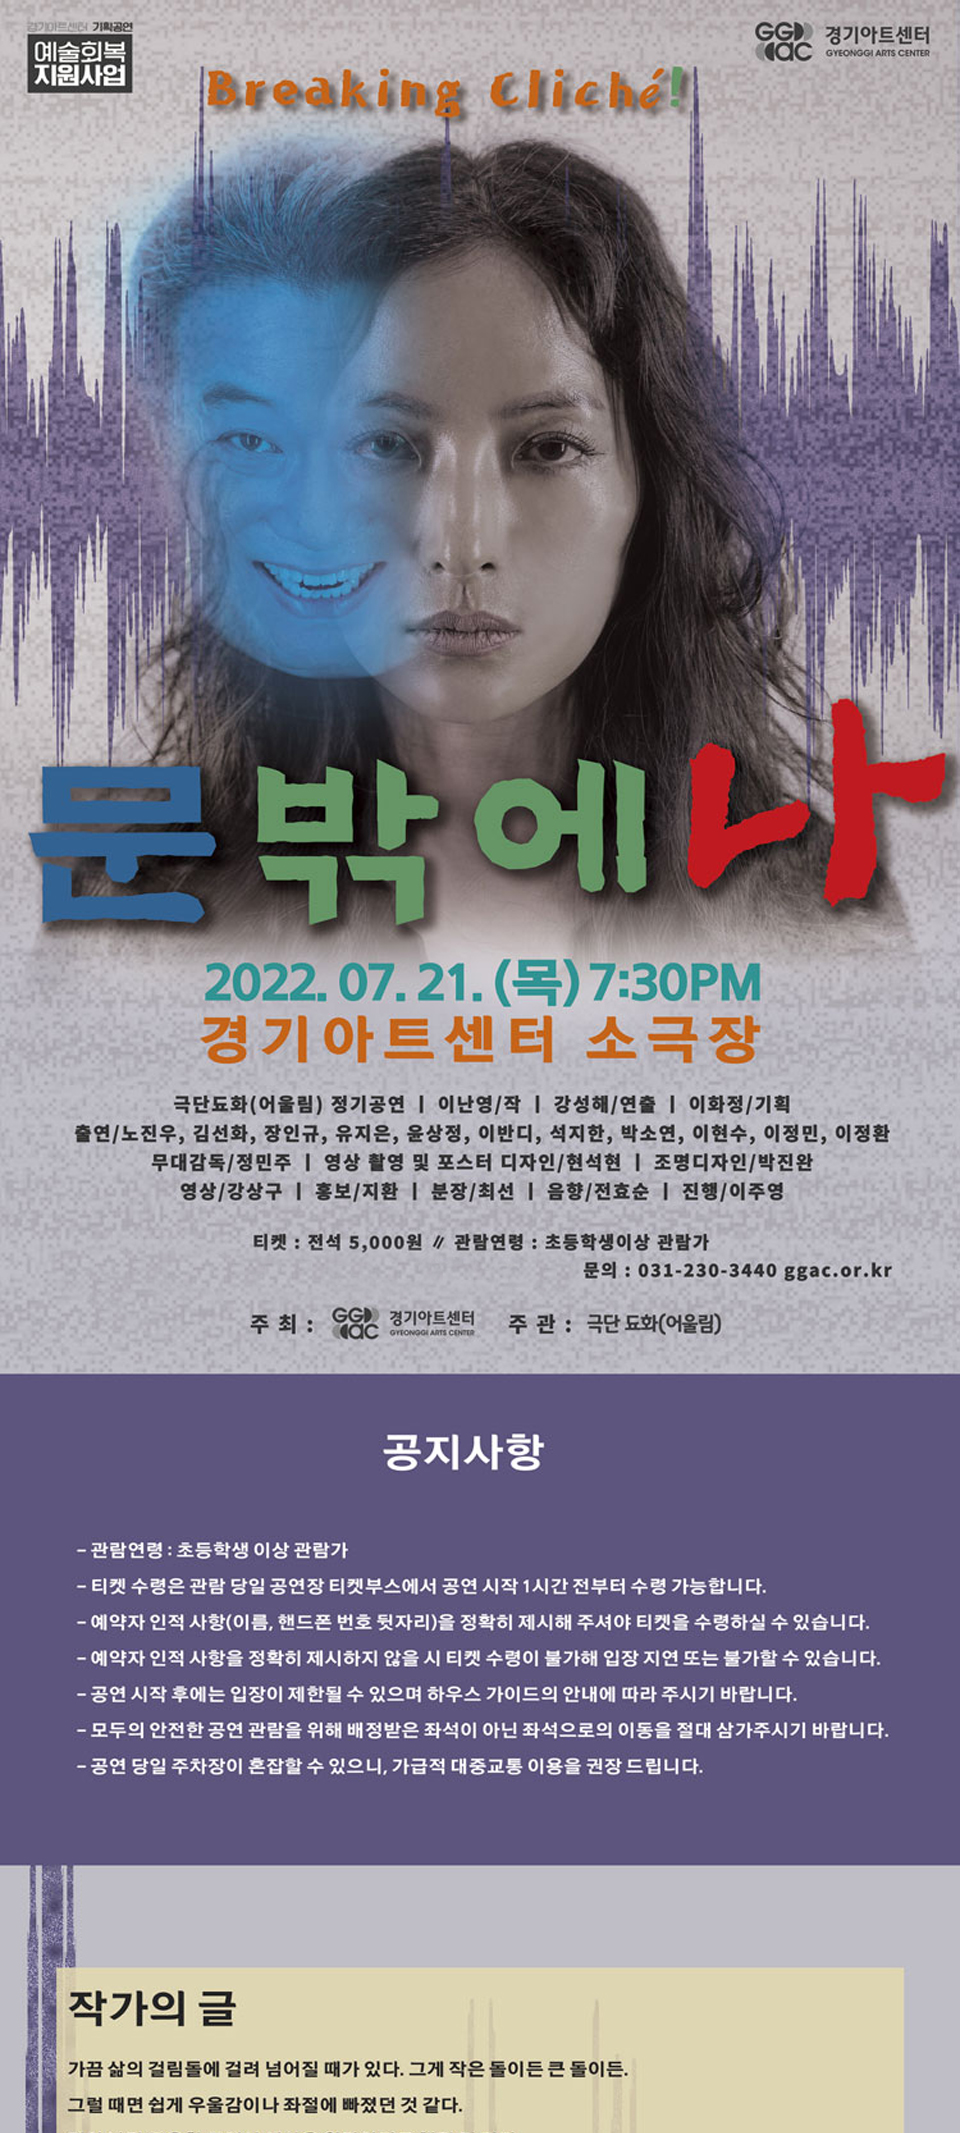 경기아트센터 기획공연
예술회복
지원사업
GGAC 경기아트센터
GYEONGGI ARTS CENTER
Breaking Cliché!
문 밖에 나
2022. 07. 21. (목) 7:30PM
경기아트센터 소극장
극단됴화(어울림) 정기공연 ㅣ 이난영/작 ㅣ 강성해/연출 ㅣ 이화정/기획
출연/노진우, 김선화, 장인규, 유지은, 윤상정, 이반디, 석지한, 박소연, 이현수, 이정민, 이정환
무대감독/정민주 ㅣ 영상 촬영 및 포스터 디자인/현석현 ㅣ 조명디자인/박진완
영상/강상구 ㅣ 홍보/지환 ㅣ 분장/최선 ㅣ 음향/전효순 ㅣ 진행/이주영
티켓 : 전석 5,000원 // 관람연령 : 초등학생이상 관람가
문의 : 031-230-3440 ggac.or.kr
주 최 : GGAC 경기아트센터 GYEONGGI ARTS CENTER 주 관 : 극단 됴화(어울림)
공지사항
- 관람연령 : 초등학생 이상 관람가
- 티켓 수령은 관람 당일 공연장 티켓부스에서 공연 시작 1시간 전부터 수령 가능합니다.
- 예약자 인적 사항(이름, 핸드폰 번호 뒷자리)을 정확히 제시해 주셔야 티켓을 수령하실 수 있습니다.
- 예약자 인적 사항을 정확히 제시하지 않을 시 티켓 수령이 불가해 입장 지연 또는 불가할 수 있습니다.
- 공연 시작 후에는 입장이 제한될 수 있으며 하우스 가이드의 안내에 따라 주시기 바랍니다.
- 모두의 안전한 공연 관람을 위해 배정받은 좌석이 아닌 좌석으로의 이동을 절대 삼가주시기 바랍니다.
- 공연 당일 주차장이 혼잡할 수 있으니, 가급적 대중교통 이용을 권장 드립니다.
작가의 글
가끔 삶의 걸림돌에 걸려 넘어질 때가 있다. 그게 작은 돌이든 큰 돌이든.
그럴 때면 쉽게 우울감이나 좌절에 빠졌던 것 같다.